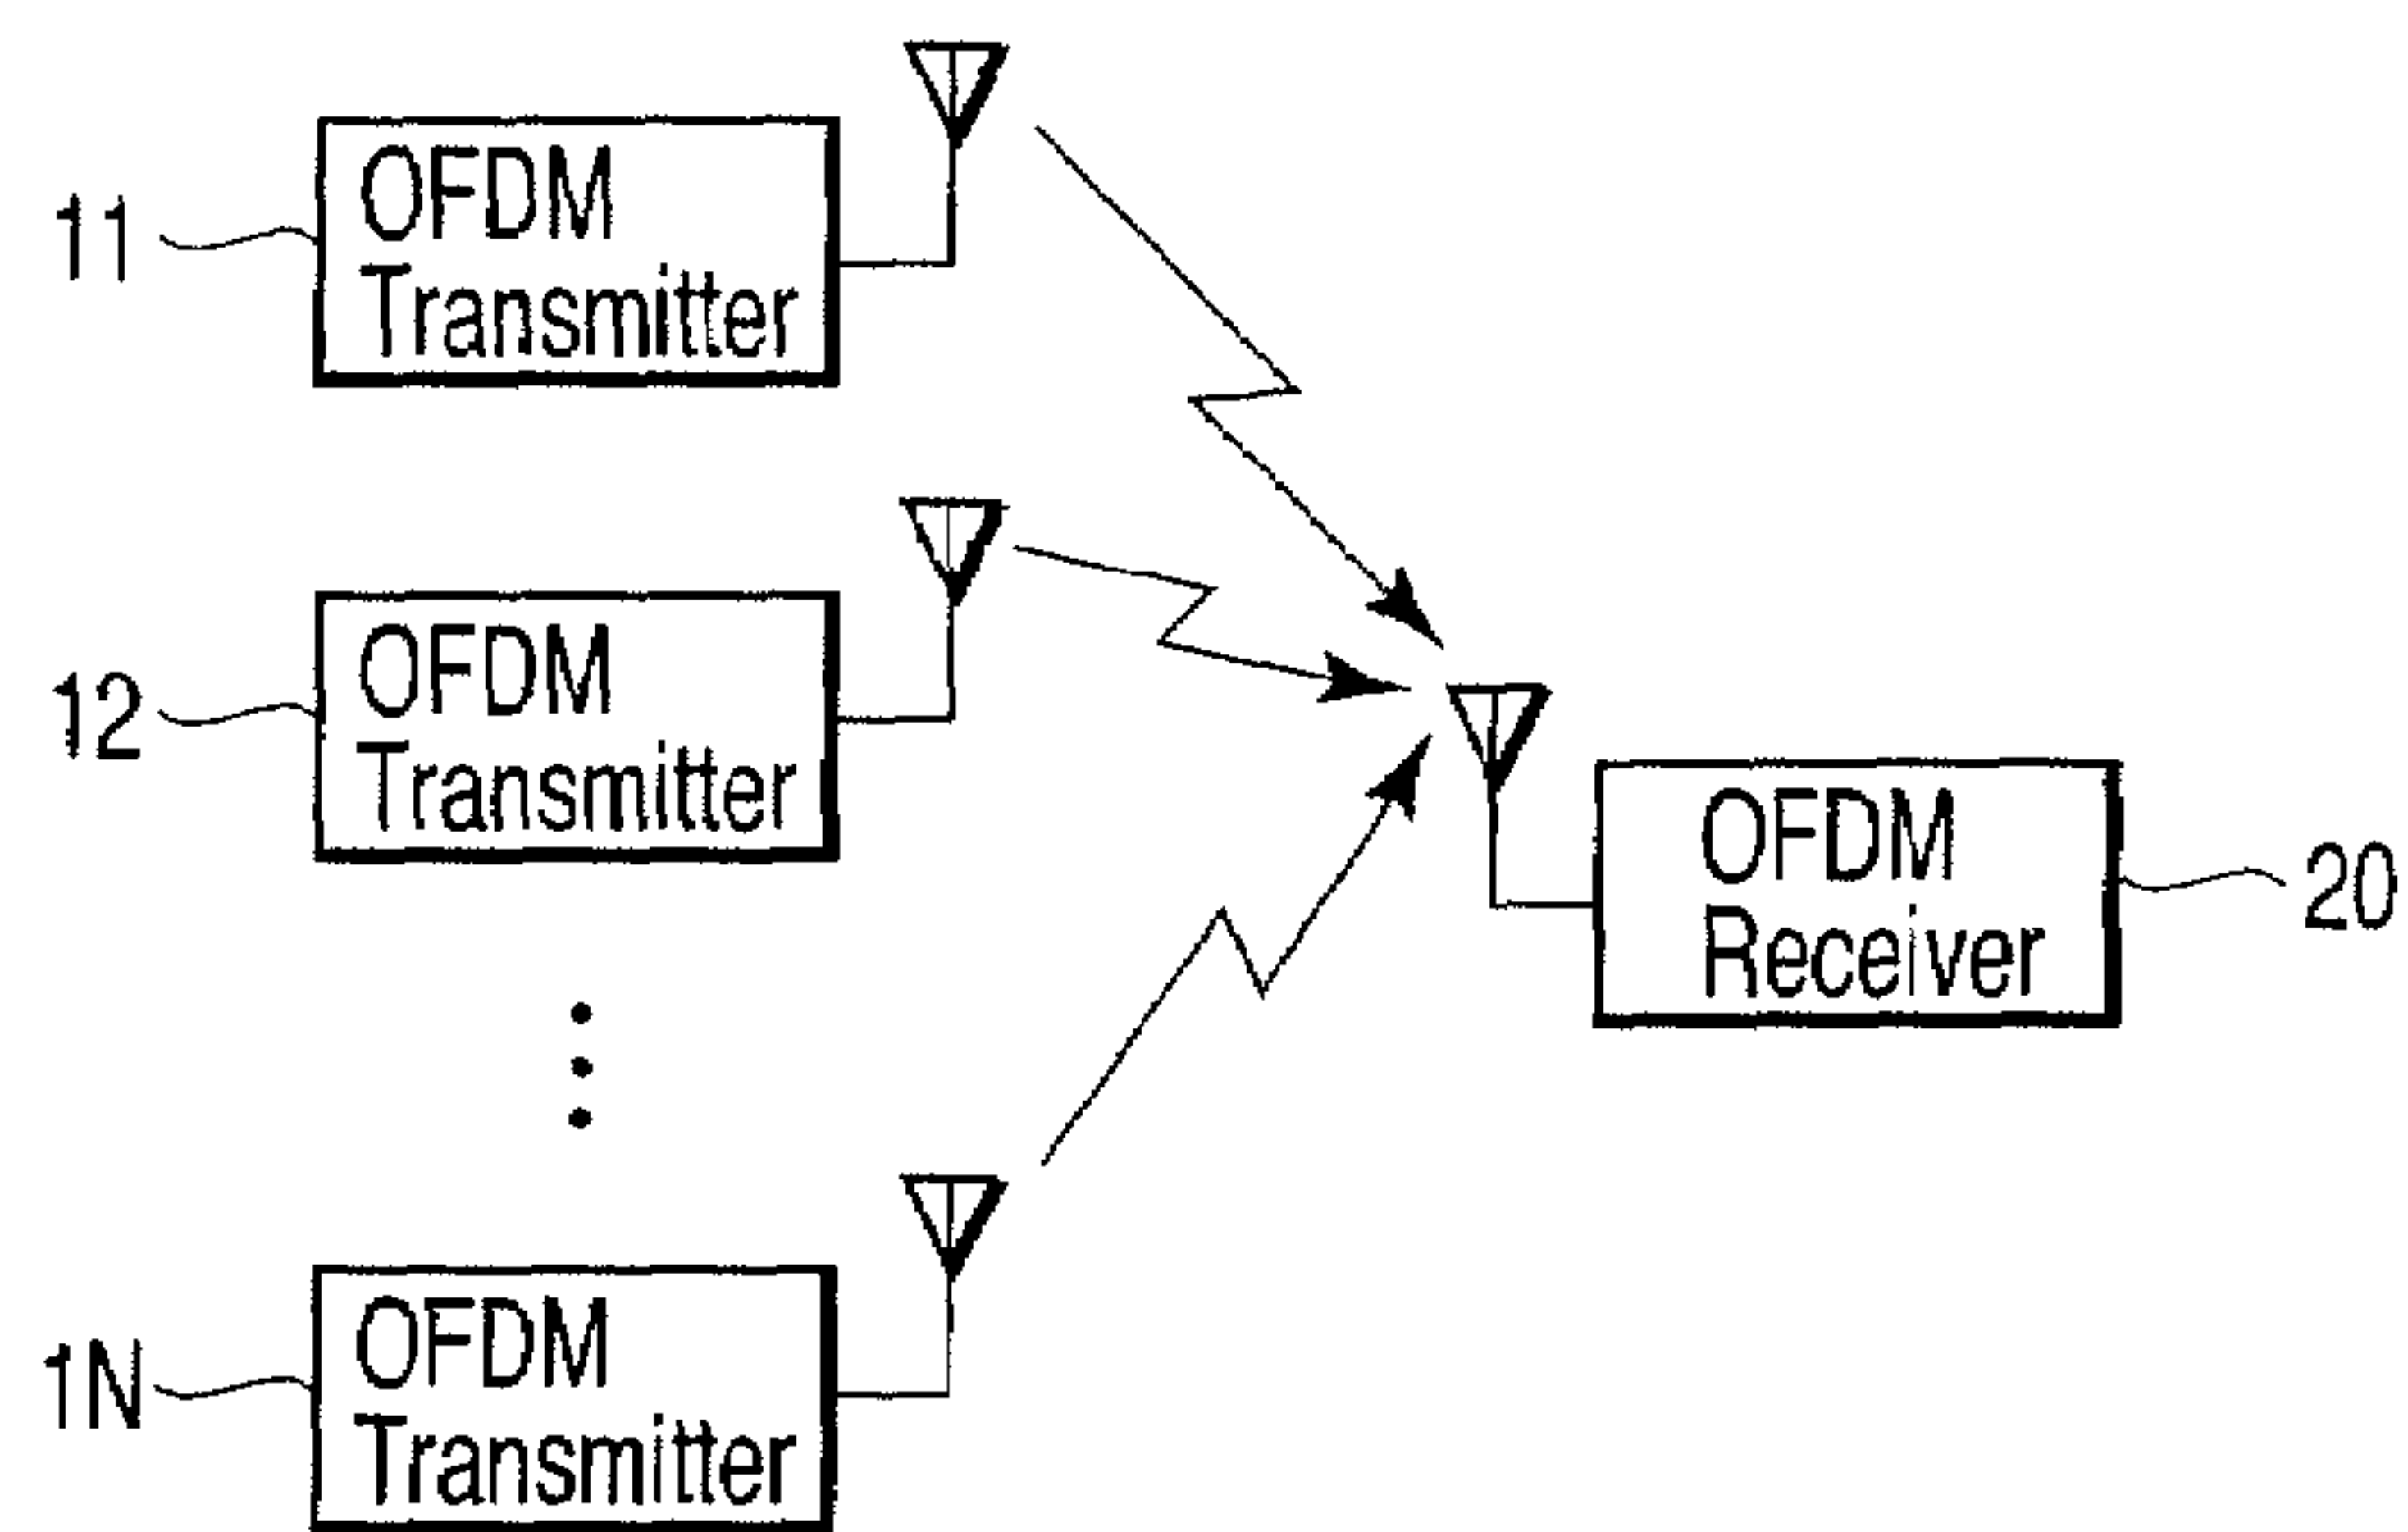 11
OFDM
Transmitter
12
OFDM
Transmitter
OFDM
Receiver
20
1N
OFDM
Transmitter